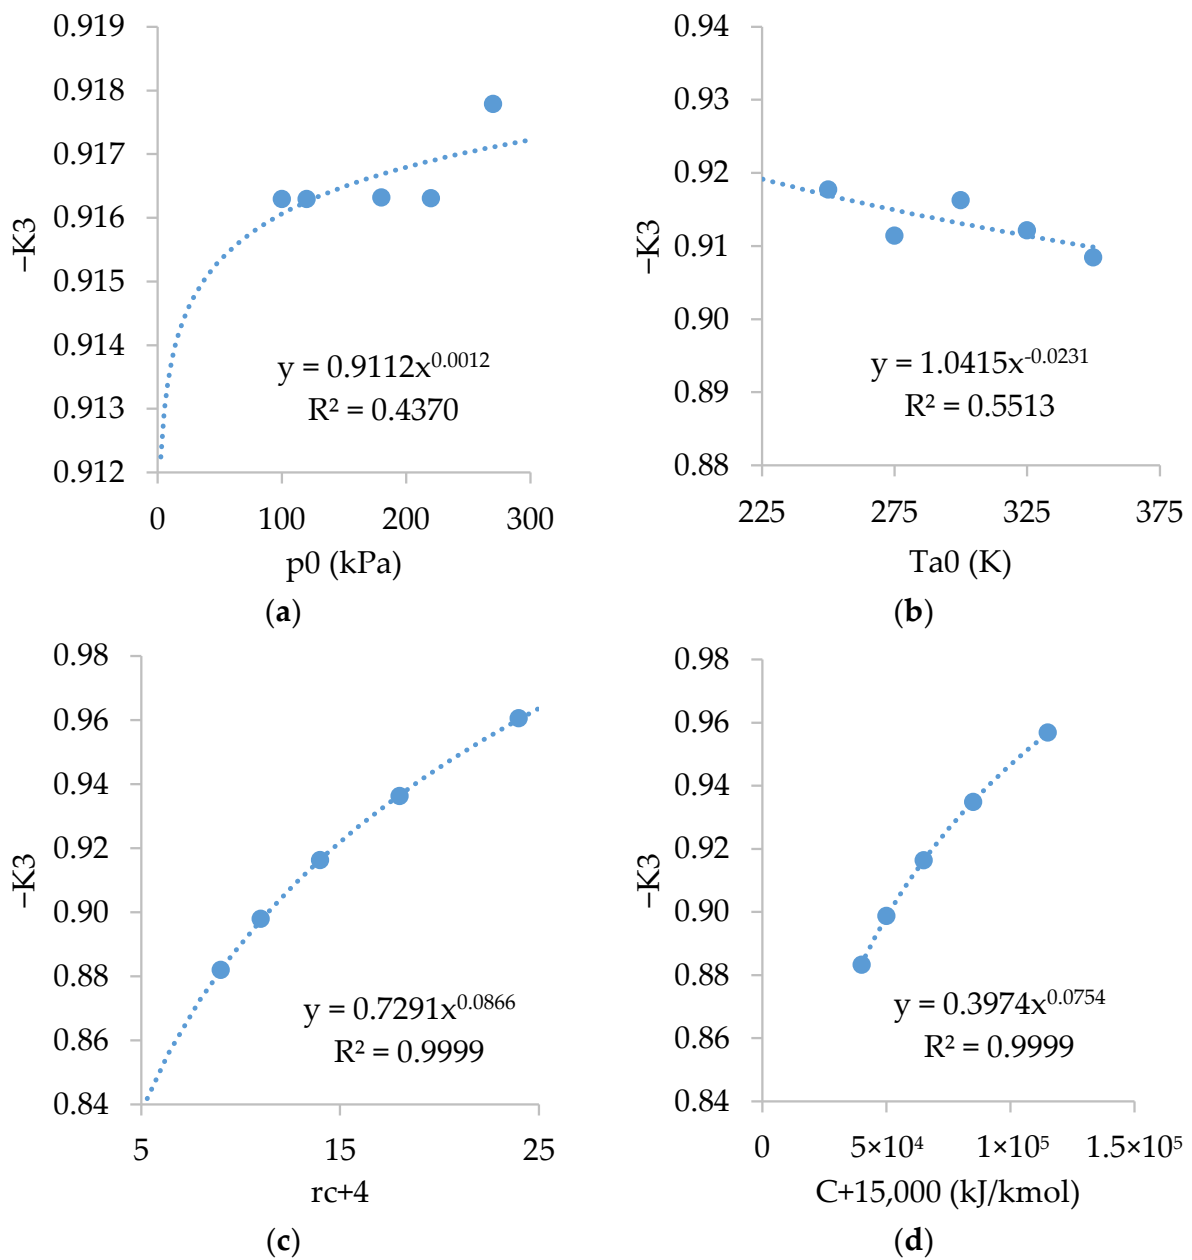 0.919
0.918
0.917
0.916
0.915
0.914
0.913
0.912
−K3
y = 0.9112x^0.0012
R² = 0.4370
0 100 200 300
p0 (kPa)
(a)
0.94
0.93
0.92
0.91
0.90
0.89
0.88
−K3
y = 1.0415x^-0.0231
R² = 0.5513
225 275 325 375
Ta0 (K)
(b)
0.98
0.96
0.94
0.92
0.90
0.88
0.86
0.84
−K3
y = 0.7291x^0.0866
R² = 0.9999
5 15 25
rc+4
(c)
0.98
0.96
0.94
0.92
0.90
0.88
0.86
0.84
−K3
y = 0.3974x^0.0754
R² = 0.9999
0 5×10⁴ 1×10⁵ 1.5×10⁵
C+15,000 (kJ/kmol)
(d)